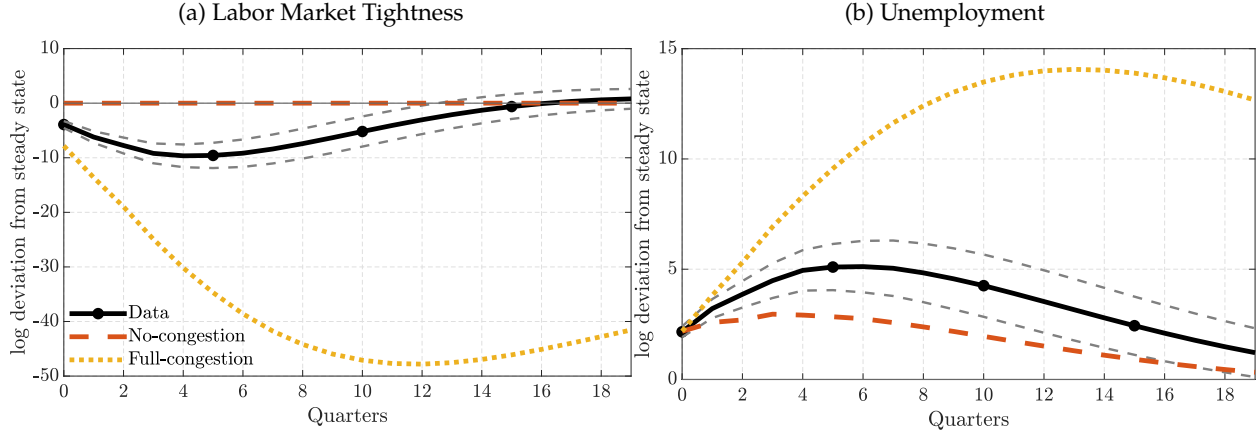 (a) Labor Market Tightness
log deviation from steady state
10
0
-10
-20
-30
-40
-50
0 2 4 6 8 10 12 14 16 18
Quarters
Data
No-congestion
Full-congestion
(b) Unemployment
log deviation from steady state
15
10
5
0
0 2 4 6 8 10 12 14 16 18
Quarters